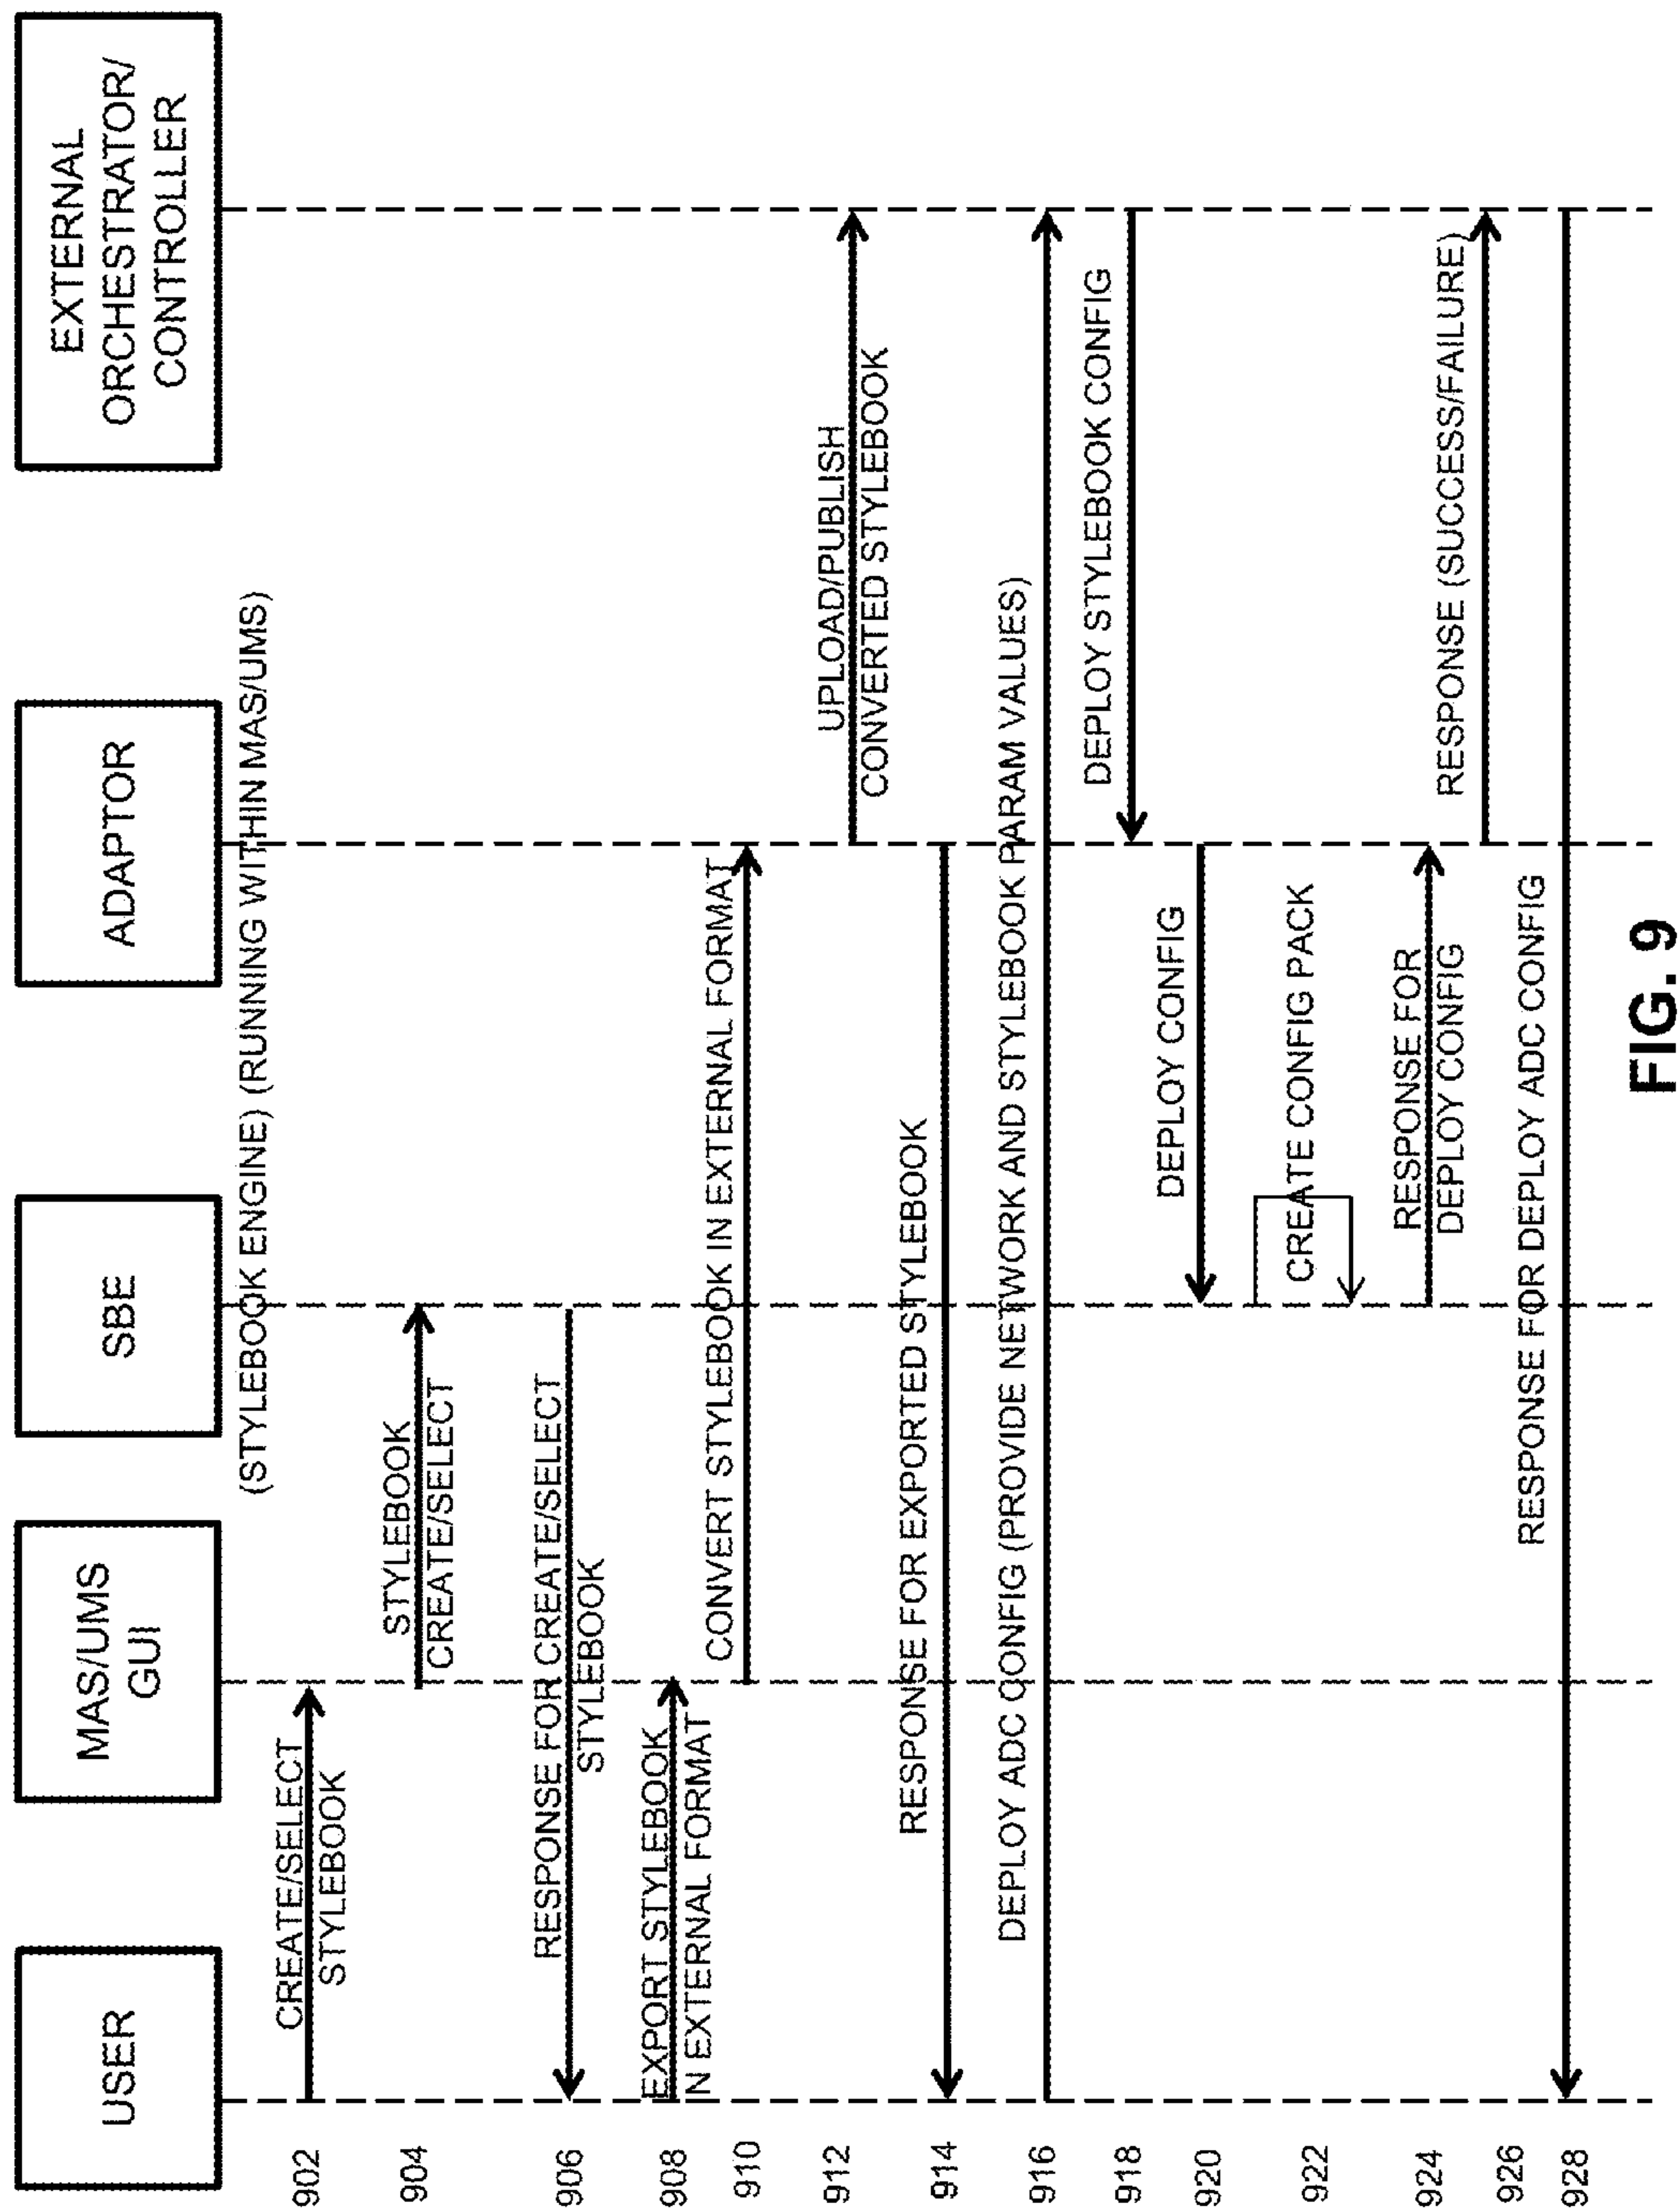 USER
MAS/UMS
GUI
SBE
ADAPTOR
EXTERNAL
ORCHESTRATOR/
CONTROLLER
(STYLEBOOK ENGINE) (RUNNING WITHIN MAS/UMS)
902
CREATE/SELECT
STYLEBOOK
904
STYLEBOOK
CREATE/SELECT
906
RESPONSE FOR CREATE/SELECT
STYLEBOOK
908
EXPORT STYLEBOOK
N EXTERNAL FORMAT
910
CONVERT STYLEBOOK IN EXTERNAL FORMAT
912
UPLOAD/PUBLISH
CONVERTED STYLEBOOK
914
RESPONSE FOR EXPORTED STYLEBOOK
916
DEPLOY ADC CONFIG (PROVIDE NETWORK AND STYLEBOOK PARAM VALUES)
918
DEPLOY STYLEBOOK CONFIG
920
DEPLOY CONFIG
922
CREATE CONFIG PACK
924
RESPONSE FOR
DEPLOY CONFIG
926
RESPONSE (SUCCESS/FAILURE)
928
RESPONSE FOR DEPLOY ADC CONFIG
FIG. 9